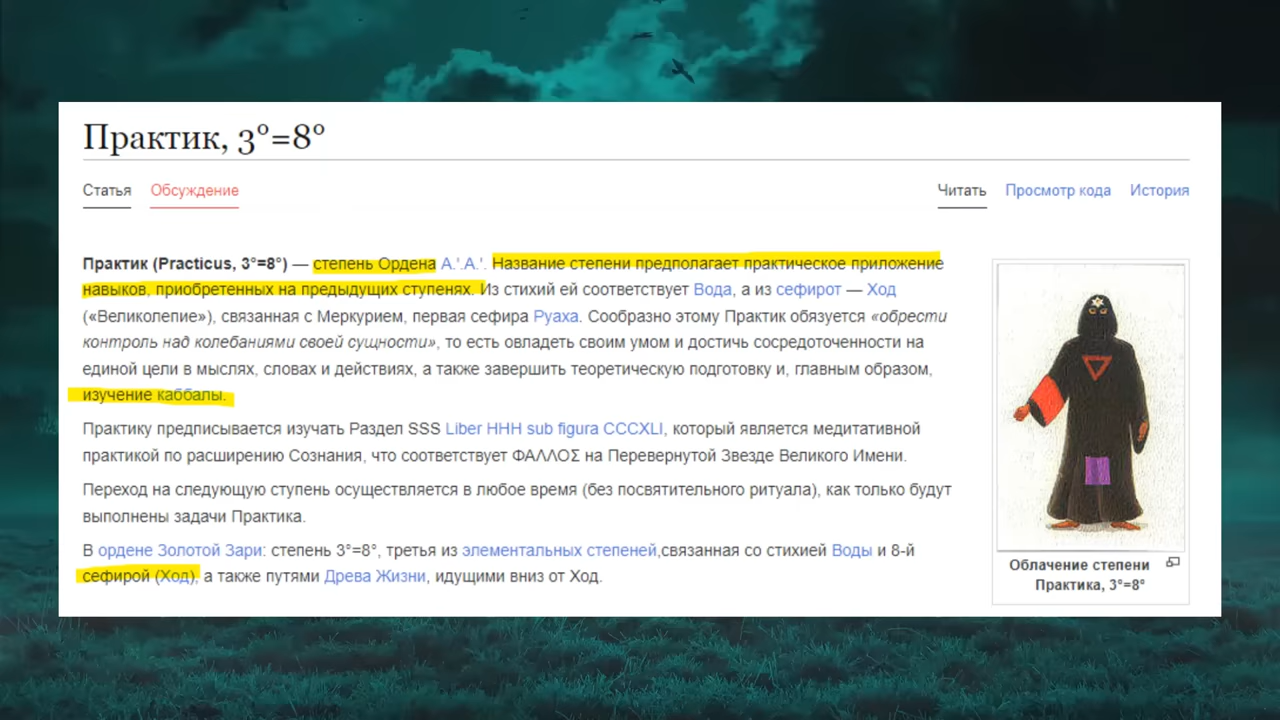 Практик, 3°=8°
Статья Обсуждение Читать Просмотр кода История
Практик (Practicus, 3°=8°) — степень Ордена A.'.A.'. Название степени предполагает практическое приложение
навыков, приобретенных на предыдущих ступенях. Из стихий ей соответствует Вода, а из сефирот — Ход
(«Великолепие»), связанная с Меркурием, первая сефира Руаха. Сообразно этому Практик обязуется «обрести
контроль над колебаниями своей сущности», то есть овладеть своим умом и достичь сосредоточенности на
единой цели в мыслях, словах и действиях, а также завершить теоретическую подготовку и, главным образом,
изучение каббалы.
Практику предписывается изучать Раздел SSS Liber HHH sub figura CCCXLI, который является медитативной
практикой по расширению Сознания, что соответствует ΦΑΛΛΟΣ на Перевернутой Звезде Великого Имени.
Переход на следующую ступень осуществляется в любое время (без посвятительного ритуала), как только будут
выполнены задачи Практика.
В ордене Золотой Зари: степень 3°=8°, третья из элементальных степеней,связанная со стихией Воды и 8-й
сефирой (Ход), а также путями Древа Жизни, идущими вниз от Ход.
Облачение степени
Практика, 3°=8°